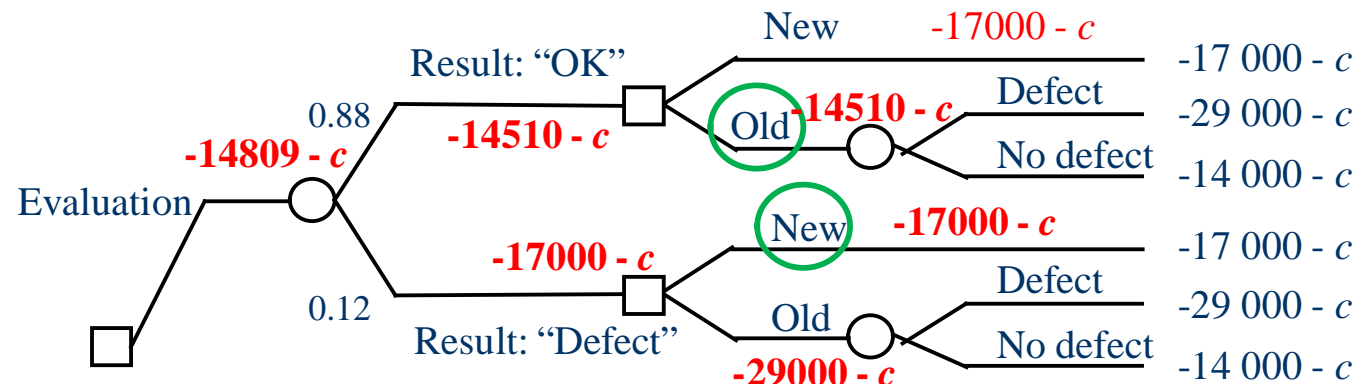 New -17000 - c
-17 000 - c
Result: “OK”
Defect
-29 000 - c
0.88
Old
-14510 - c
-14510 - c
-14809 - c
No defect
-14 000 - c
Evaluation
New
-17000 - c
-17 000 - c
-17000 - c
Defect
-29 000 - c
0.12
Old
Result: “Defect”
No defect
-14 000 - c
-29000 - c